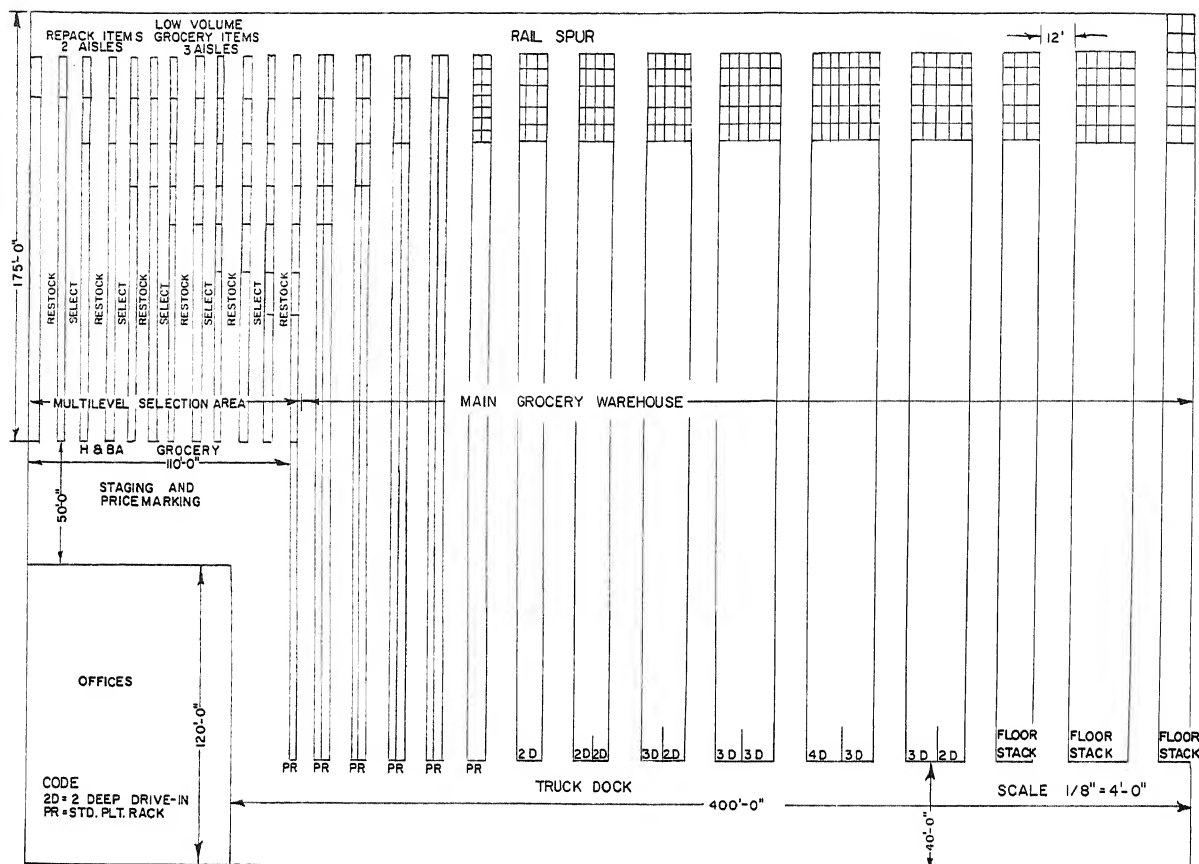 REPACK ITEMS
2 AISLES
LOW VOLUME
GROCERY ITEMS
3 AISLES
RAIL SPUR
12'
175'-0"
RESTOCK
SELECT
RESTOCK
SELECT
RESTOCK
SELECT
RESTOCK
SELECT
RESTOCK
SELECT
RESTOCK
MULTILEVEL SELECTION AREA
MAIN GROCERY WAREHOUSE
H & BA
GROCERY
110'-0"
STAGING AND
PRICE MARKING
50'-0"
OFFICES
120'-0"
CODE
2D = 2 DEEP DRIVE-IN
PR = STD. PLT. RACK
PR
PR
PR
PR
PR
PR
2D
2D 2D
3D 2D
3D 3D
4D 3D
3D 2D
FLOOR
STACK
FLOOR
STACK
FLOOR
STACK
TRUCK DOCK
SCALE 1/8" = 4'-0"
400'-0"
40'-0"